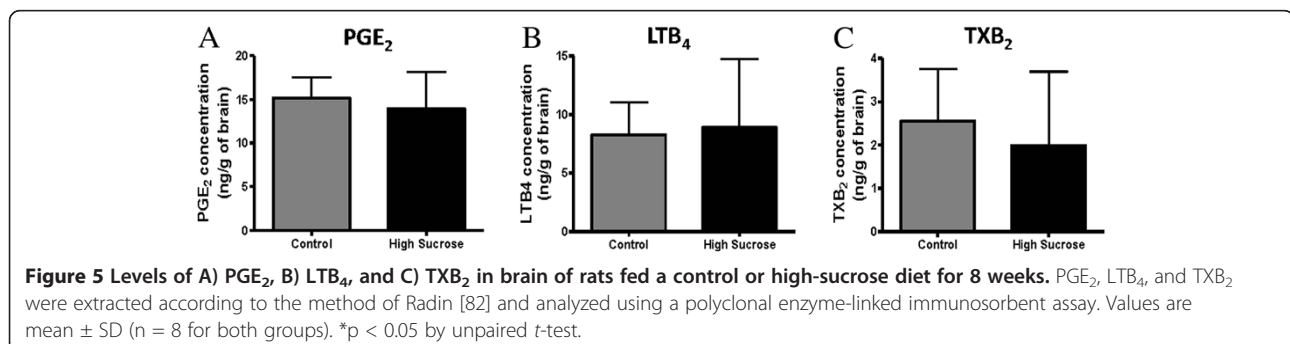 A PGE₂
B LTB₄
C TXB₂
PGE₂ concentration
(ng/g of brain)
20
15
10
5
0
Control High Sucrose
LTB4 concentration
(ng/g of brain)
15
10
5
0
Control High Sucrose
TXB₂ concentration
(ng/g of brain)
4
3
2
1
0
Control High Sucrose
Figure 5 Levels of A) PGE₂, B) LTB₄, and C) TXB₂ in brain of rats fed a control or high-sucrose diet for 8 weeks. PGE₂, LTB₄, and TXB₂
were extracted according to the method of Radin [82] and analyzed using a polyclonal enzyme-linked immunosorbent assay. Values are
mean ± SD (n = 8 for both groups). *p < 0.05 by unpaired t-test.